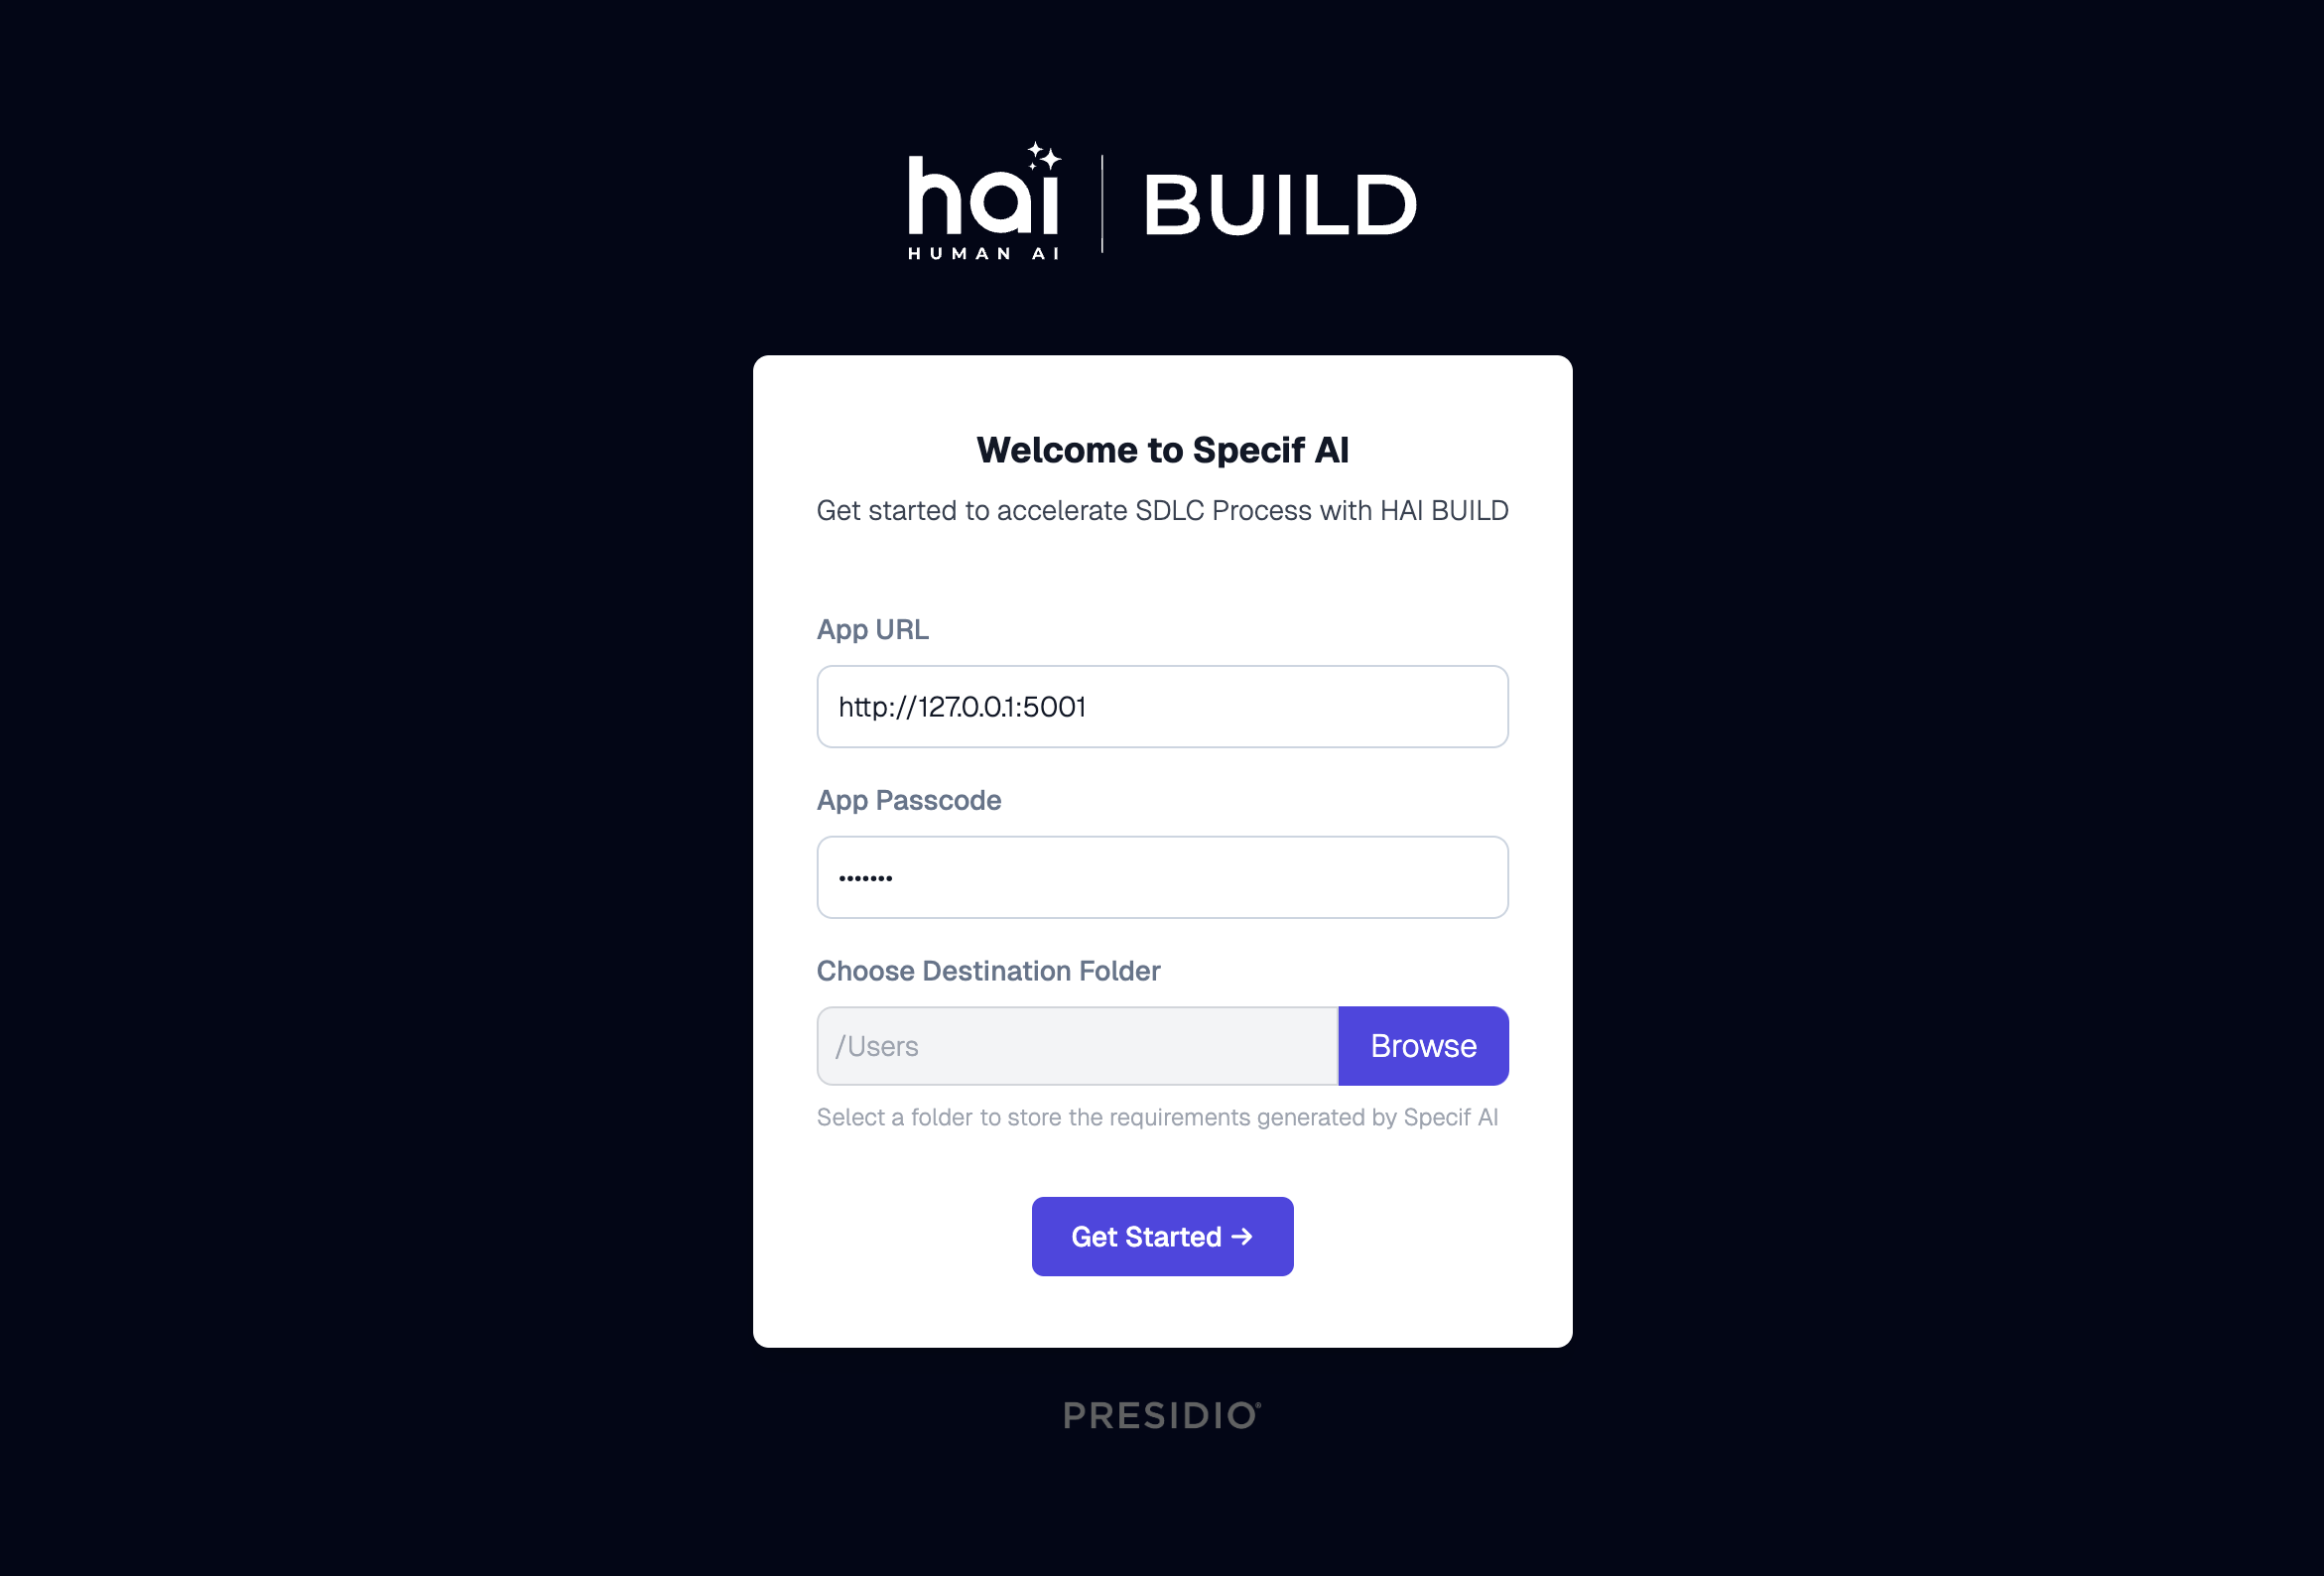 hai
HUMAN AI
BUILD
Welcome to Specif AI
Get started to accelerate SDLC Process with HAI BUILD
App URL
http://127.0.0.1:5001
App Passcode
•••••••
Choose Destination Folder
/Users
Browse
Select a folder to store the requirements generated by Specif AI
Get Started →
PRESIDIO®